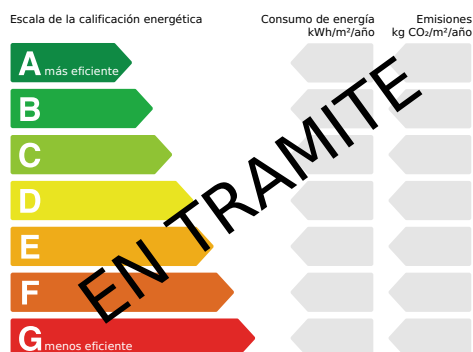 Escala de la calificación energética
Consumo de energía
kWh/m²/año
Emisiones
kg CO₂/m²/año
A más eficiente
B
C
D
E
F
G menos eficiente
EN TRAMITE